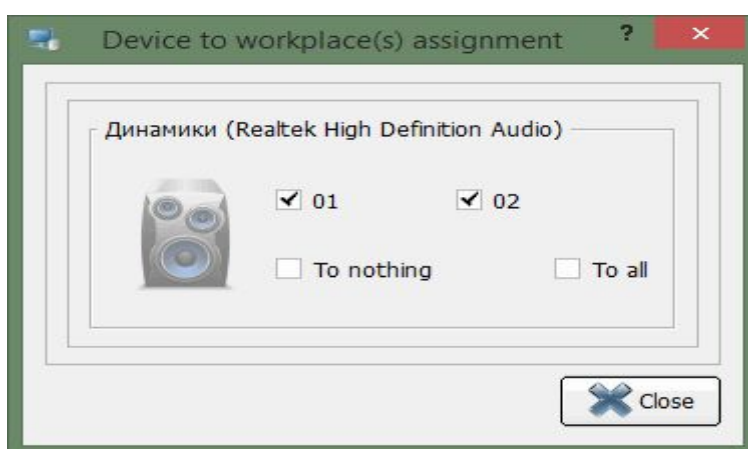 Device to workplace(s) assignment ?
Динамики (Realtek High Definition Audio)
01 02
To nothing To all
Close